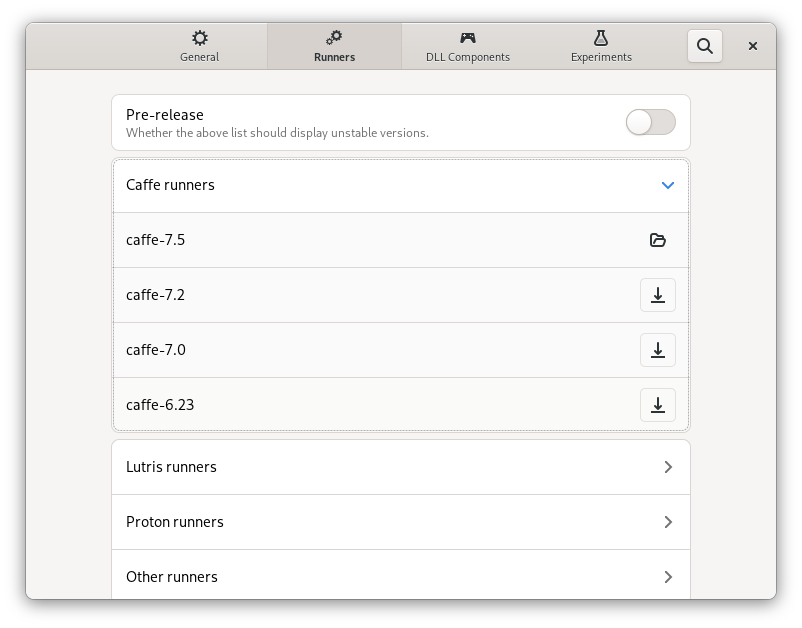 General
Runners
DLL Components
Experiments
Pre-release
Whether the above list should display unstable versions.
Caffe runners
caffe-7.5
caffe-7.2
caffe-7.0
caffe-6.23
Lutris runners
Proton runners
Other runners